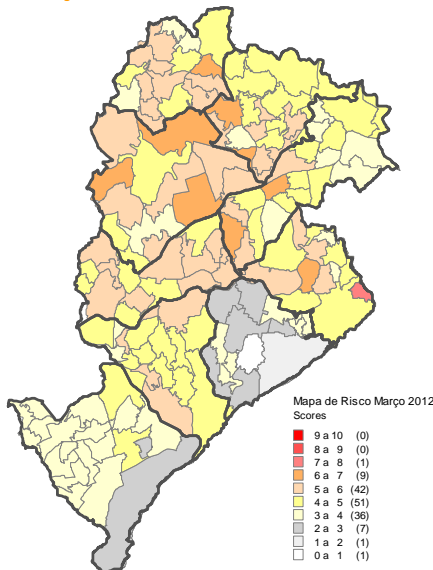 Mapa de Risco Março 2012
Scores
9 a 10 (0)
8 a 9 (0)
7 a 8 (1)
6 a 7 (9)
5 a 6 (42)
4 a 5 (51)
3 a 4 (36)
2 a 3 (7)
1 a 2 (1)
0 a 1 (1)